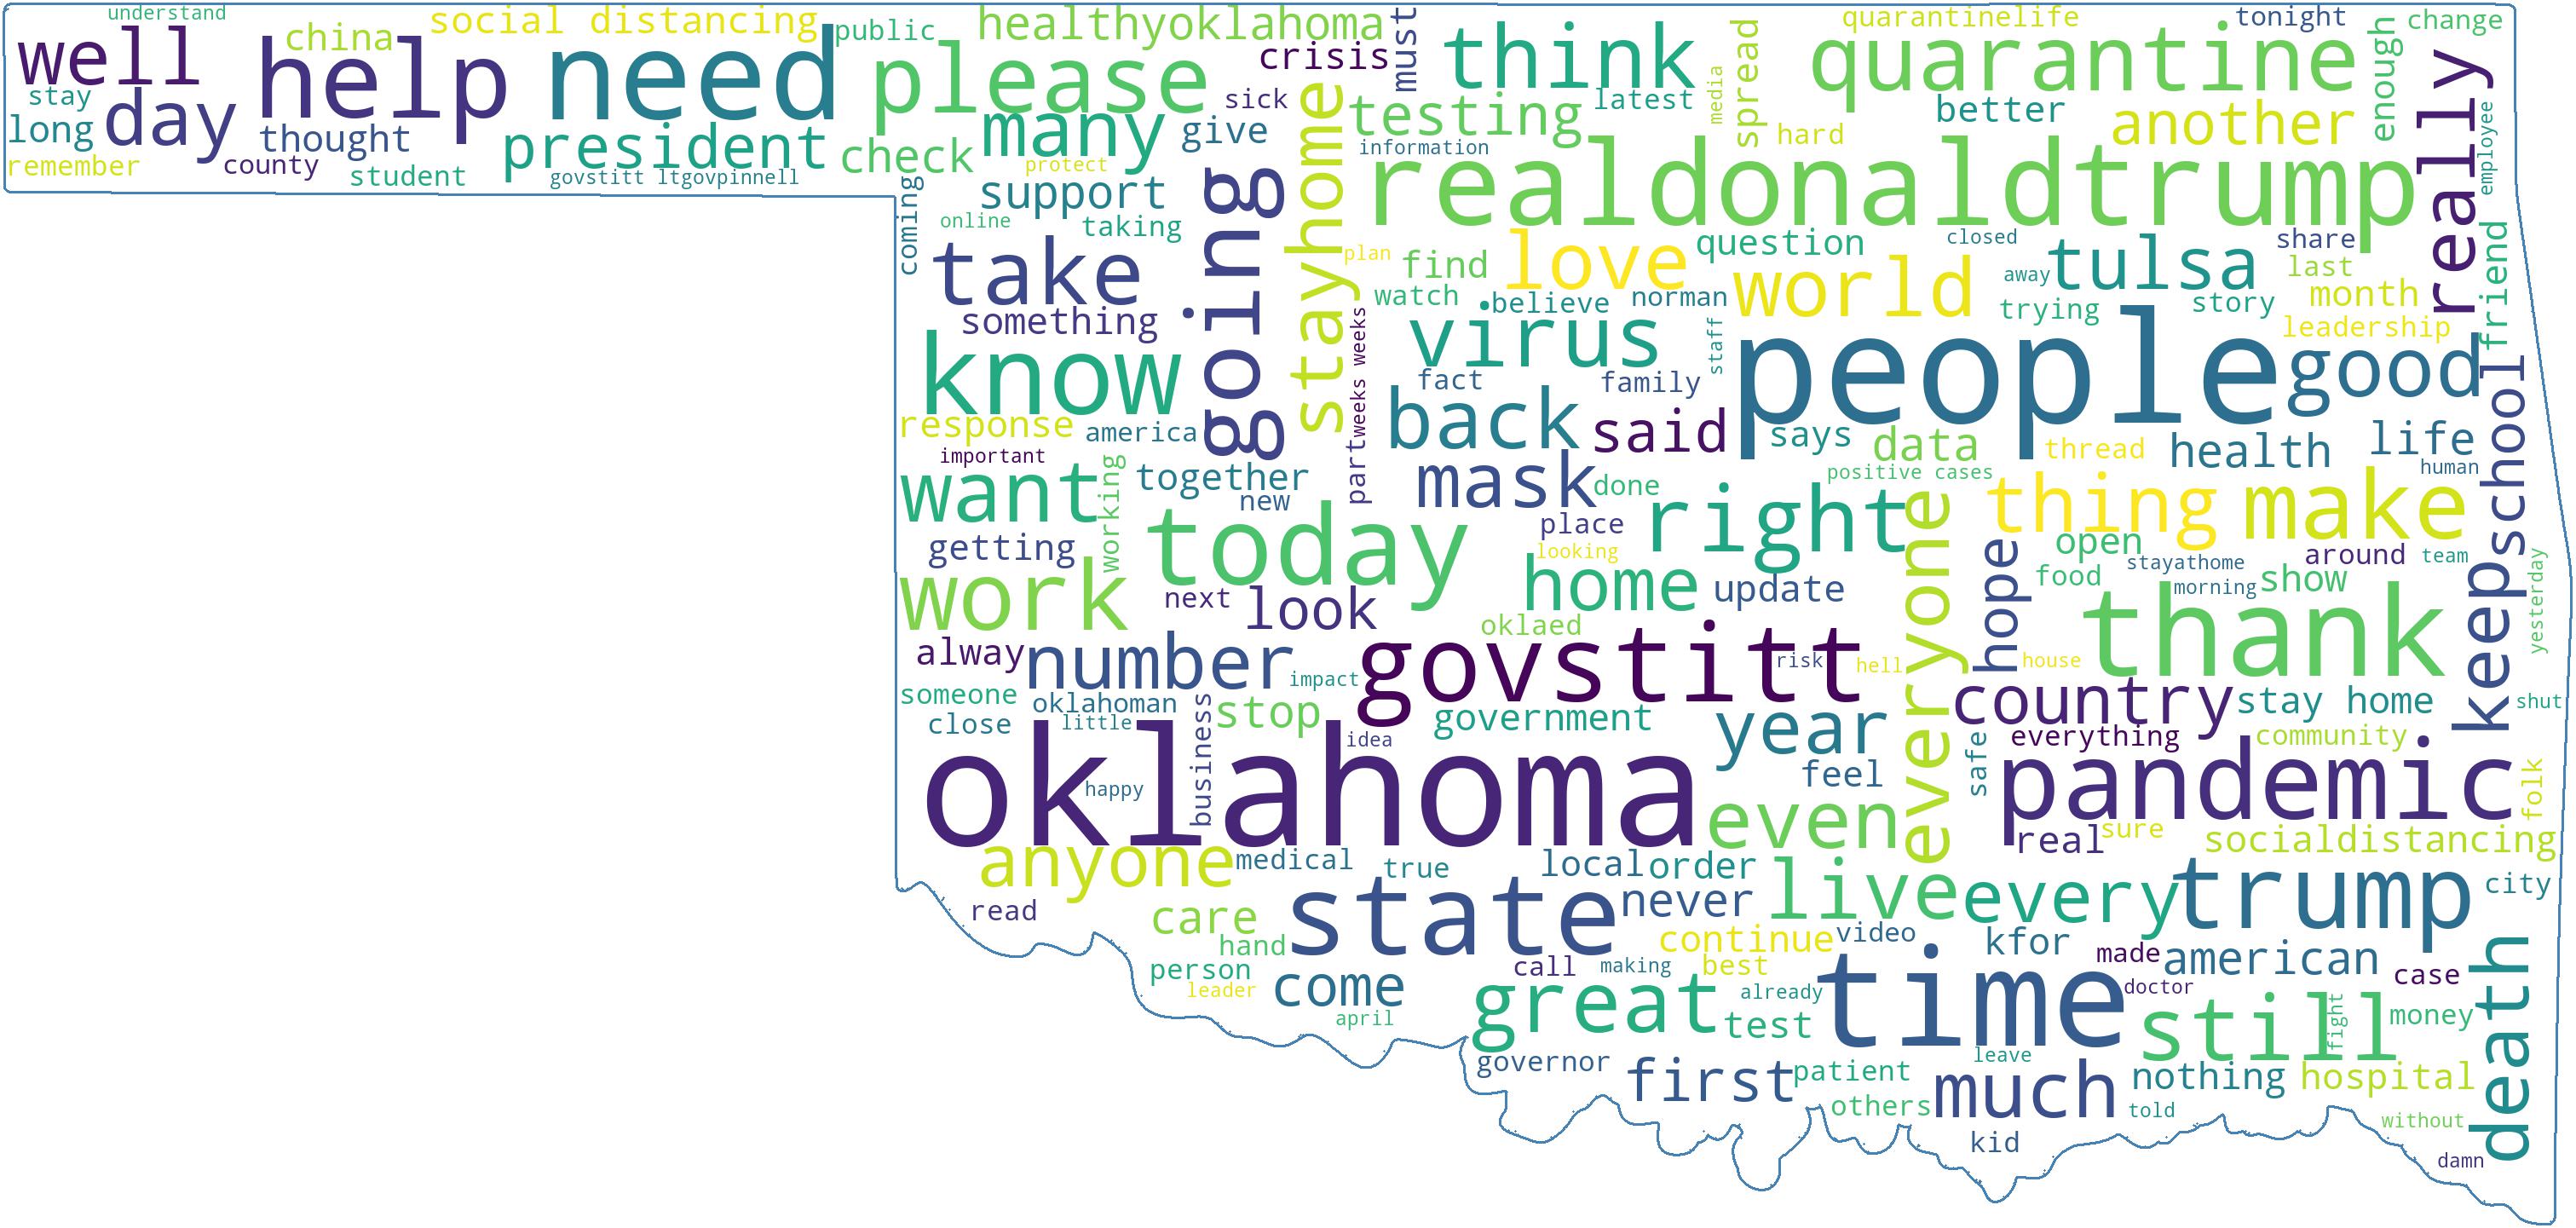 understand
well
china
social distancing
public
healthyoklahoma
must
think
quarantinelife
tonight
change
help
need
please
crisis
quarantine
enough
really
stay
day
sick
stayhome
testing
latest
media
spread
hard
better
another
employee
long
thought
president
check
many
give
information
realdonaldtrump
remember
county
student
govstitt ltgovpinnell
protect
support
going
coming
online
taking
love
question
closed
tulsa
share
friend
take
plan
find
world
away
last
something
watch
believe
norman
trying
story
month
know
partweeks weeks
virus
staff
people
leadership
good
school
response
america
fact
family
back
said
says
data
thread
health
life
important
together
mask
positive cases
human
want
working
new
done
right
everyone
thing
make
getting
today
place
looking
hope
open
around
team
work
next
look
home
update
food
stayathome
show
morning
yesterday
alway
number
impact
oklaed
govstitt
risk
hell
house
thank
keep
someone
oklahoman
business
stop
government
year
country
stay home
shut
close
little
idea
everything
community
oklahoma
happy
feel
safe
pandemic
folk
anyone
even
real
sure
socialdistancing
medical
true
local
order
live
every
trump
city
read
care
state
never
hand
continue
video
kfor
made
american
death
person
leader
come
call
making
best
time
doctor
case
april
great
already
test
still
fight
money
governor
first
patient
leave
much
nothing
hospital
others
told
without
kid
damn